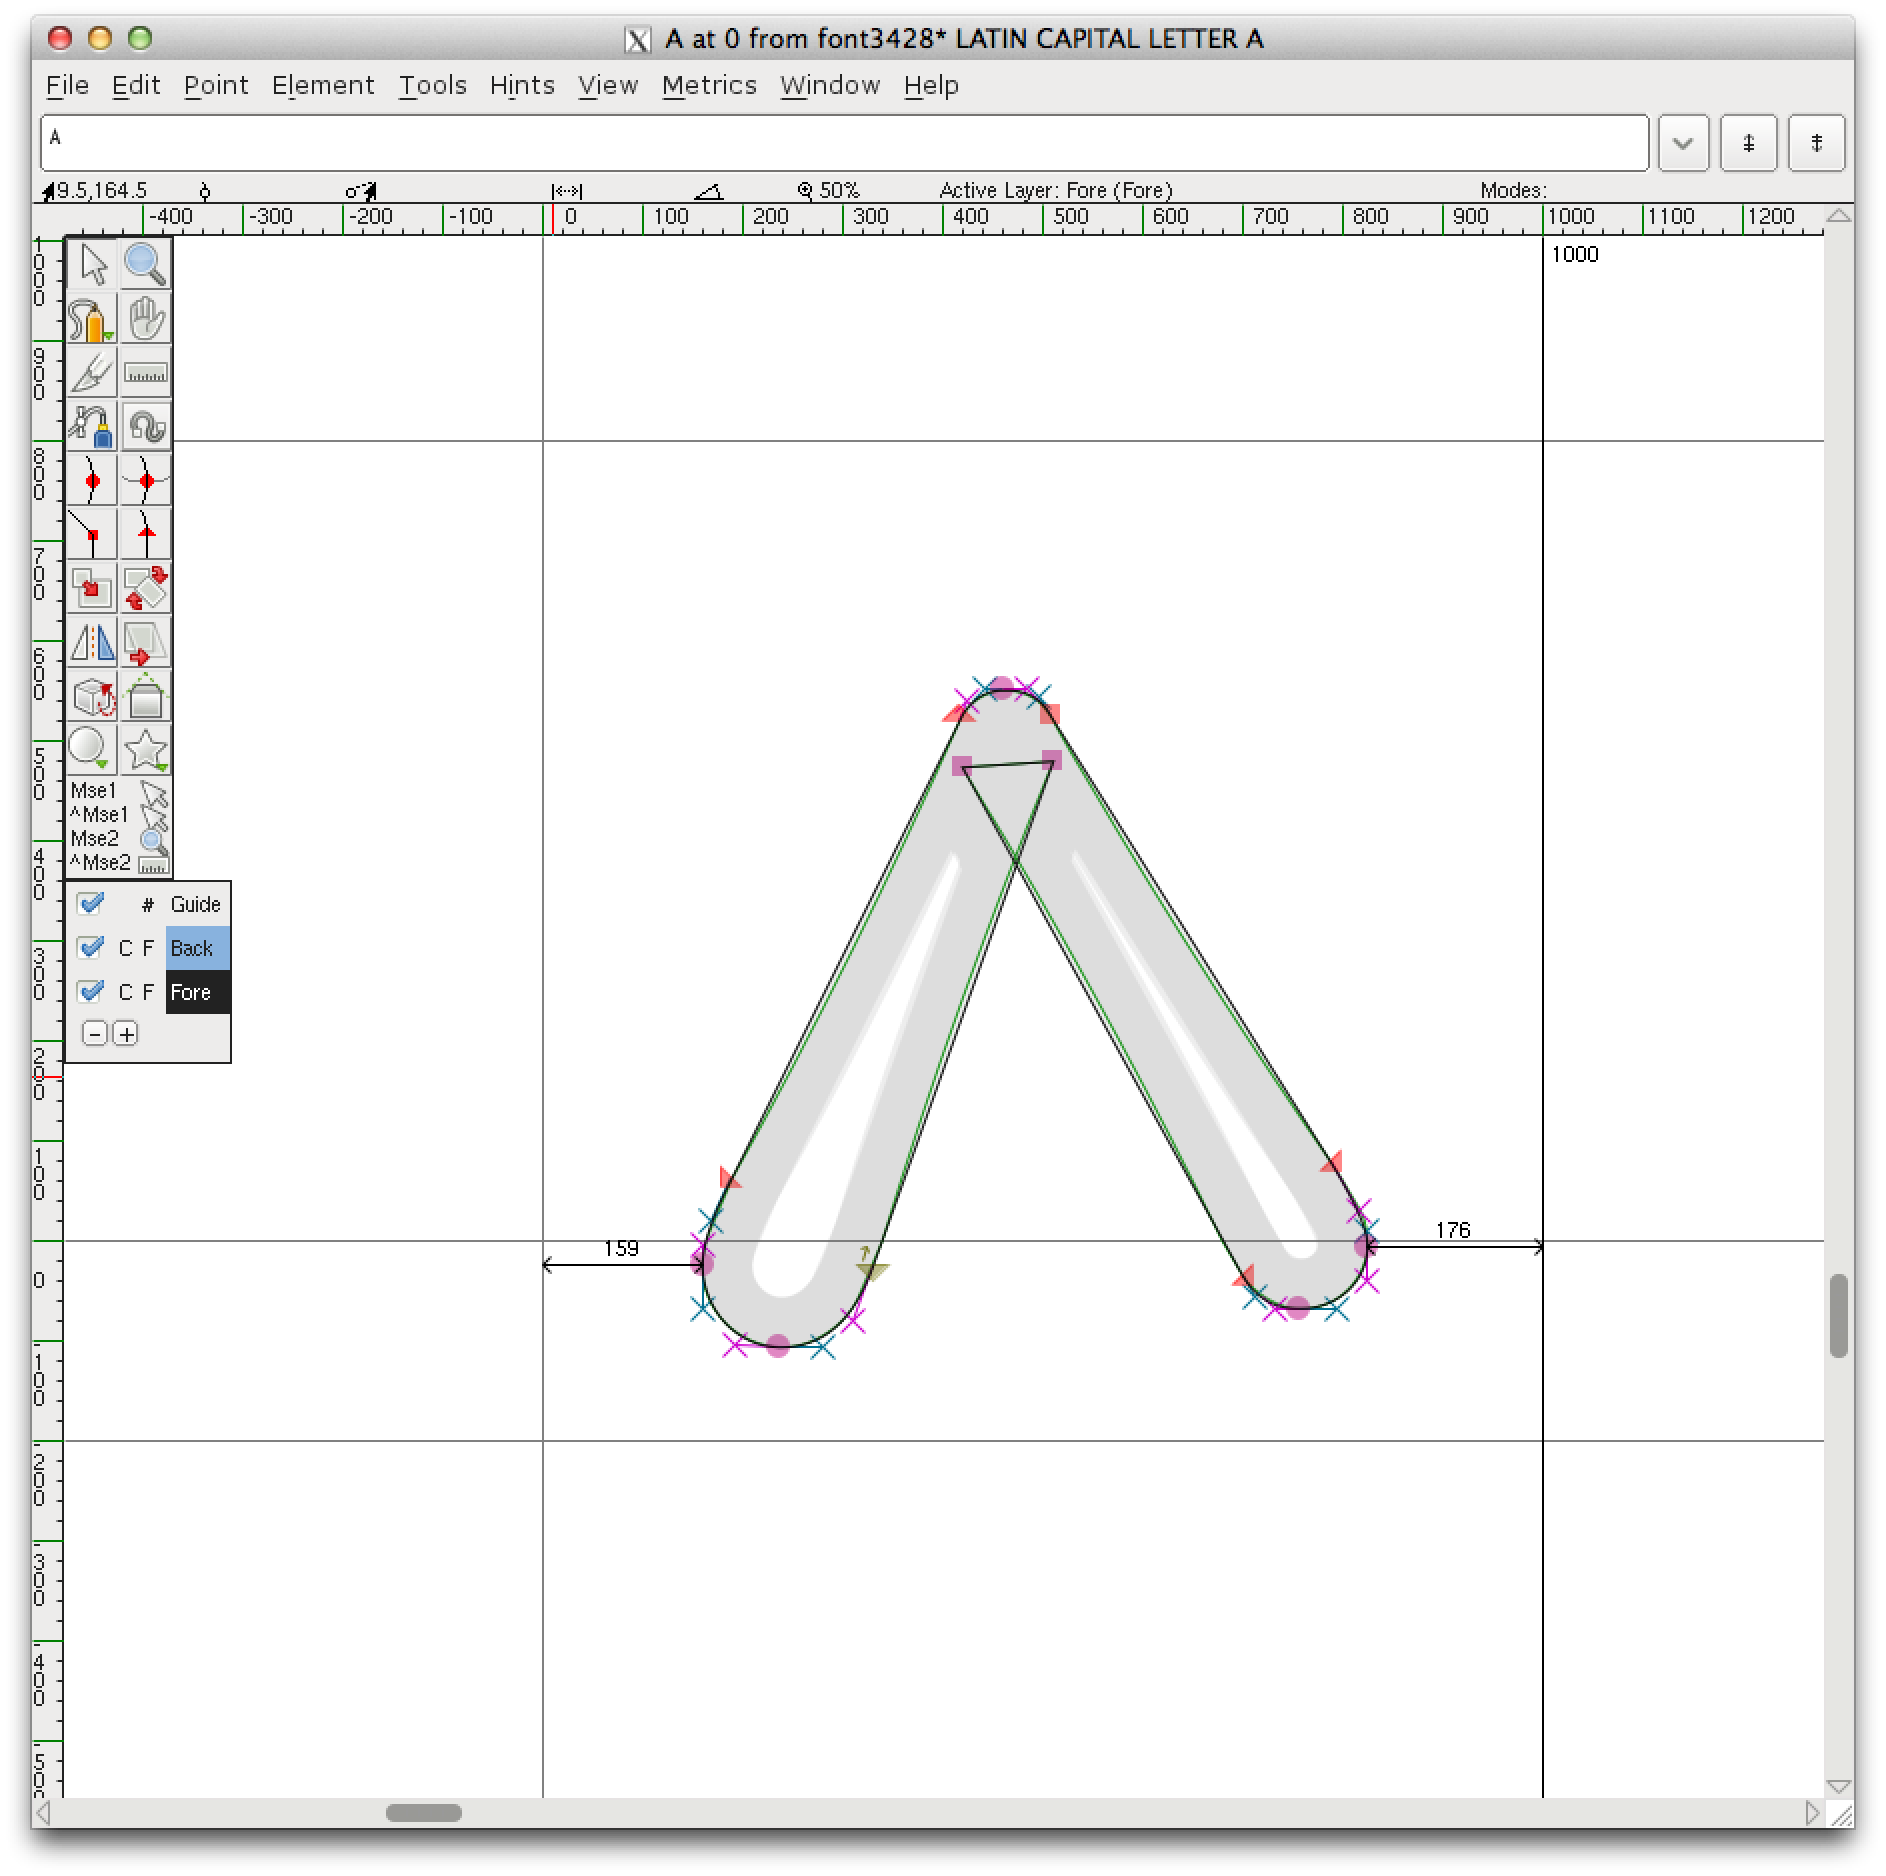 A at 0 from font3428* LATIN CAPITAL LETTER A
File Edit Point Element Tools Hints View Metrics Window Help
A
9.5,164.5 50% Active Layer: Fore (Fore) Modes:
-400 -300 -200 -100 0 100 200 300 400 500 600 700 800 900 1000 1100 1200
1000
1000
900
800
700
600
500
Mse1
^Mse1
Mse2
^Mse2
400
# Guide
C F Back
300
C F Fore
200
100
176
159
0
-100
-200
-300
-400
-500